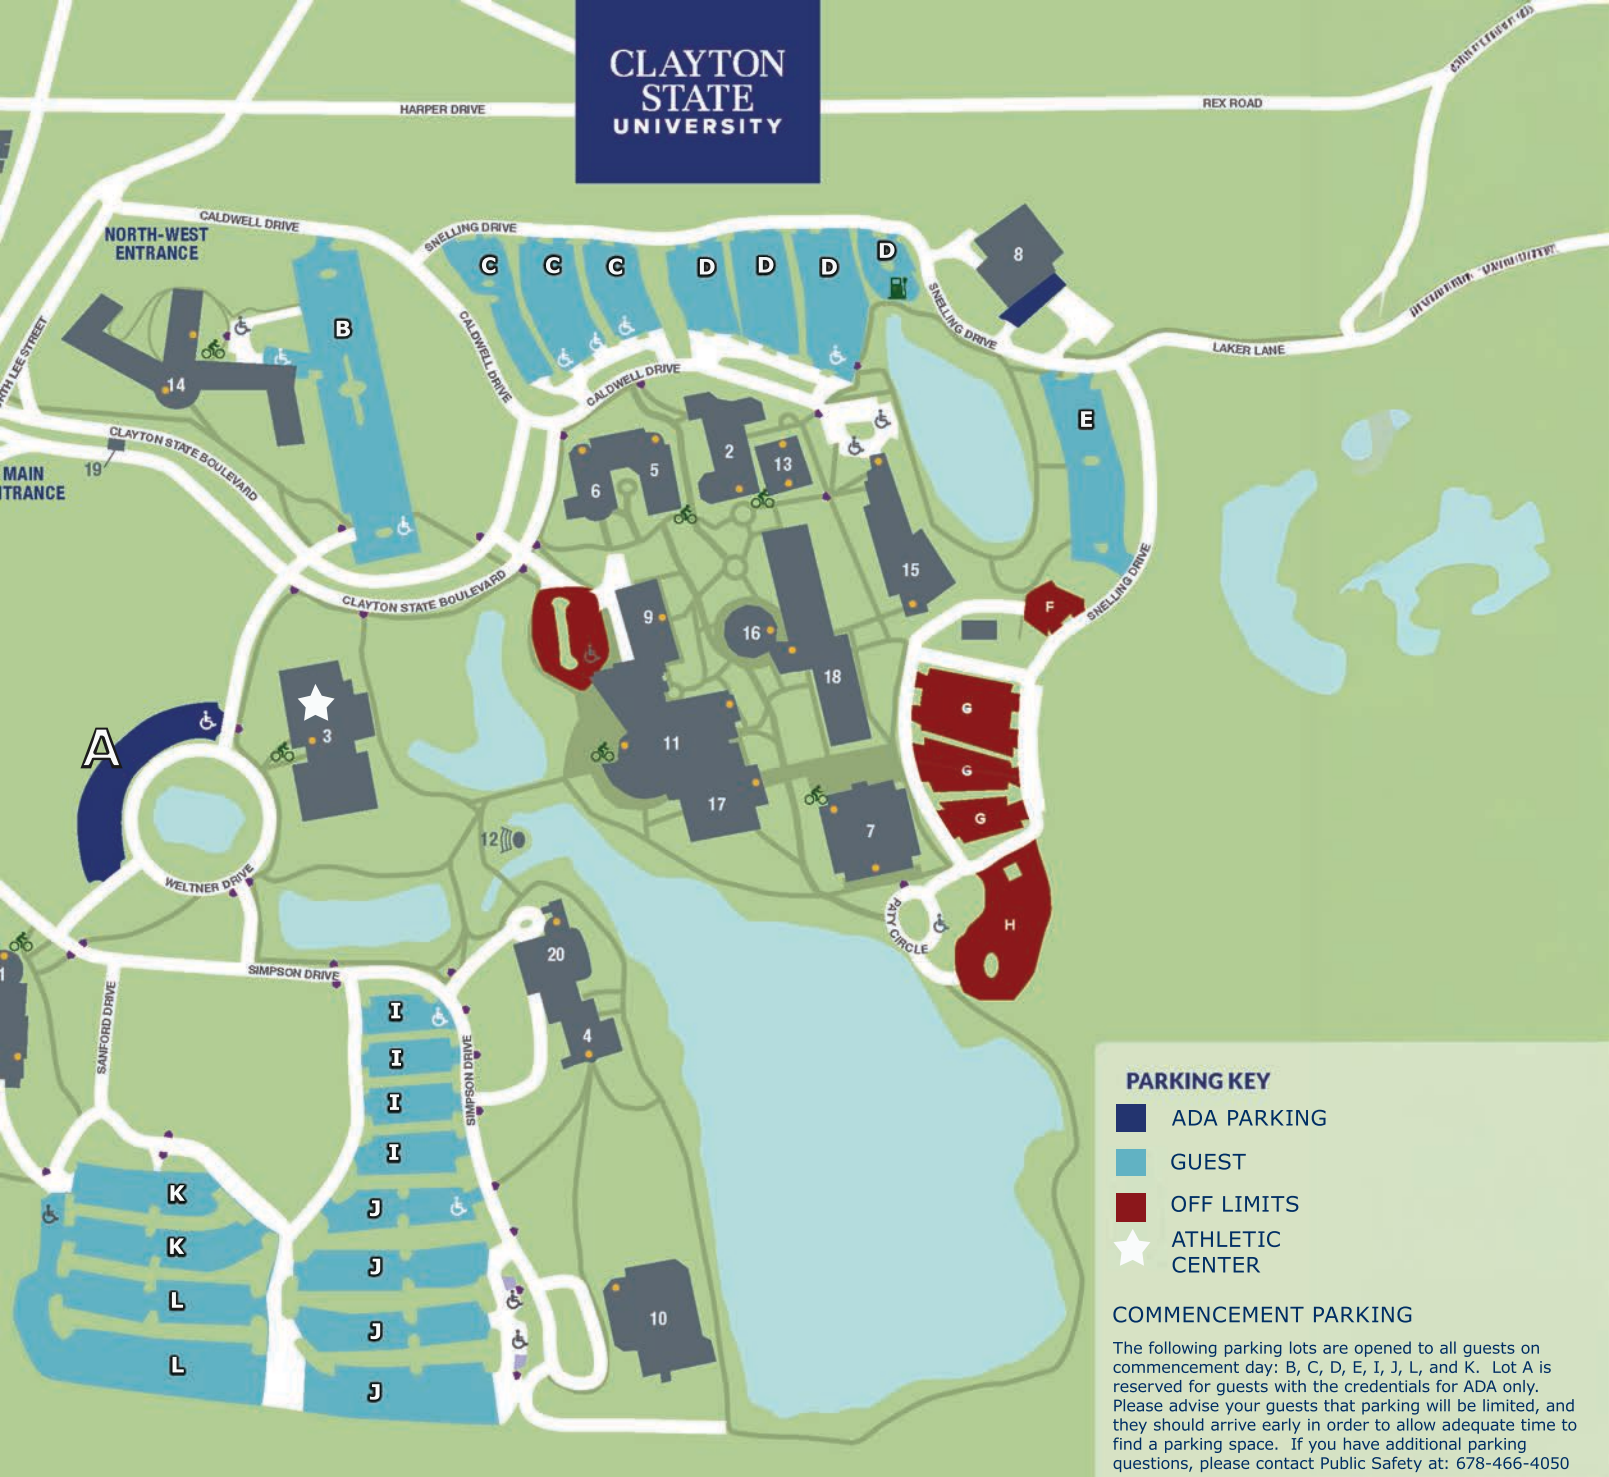 CLAYTON
STATE
UNIVERSITY
HARPER DRIVE
REX ROAD
CALDWELL DRIVE
SNELLING DRIVE
NORTH-WEST
ENTRANCE
8
C
C
C
D
D
D
D
B
SNELLING DRIVE
CALDWELL DRIVE
LAKER LANE
14
CALDWELL DRIVE
E
CLAYTON STATE BOULEVARD
19
MAIN
2
13
5
6
15
CLAYTON STATE BOULEVARD
SNELLING DRIVE
F
9
16
18
G
A
3
11
G
17
G
7
12
WELTNER DRIVE
PATY CIRCLE
H
20
SIMPSON DRIVE
1
SANFORD DRIVE
I
I
I
I
SIMPSON DRIVE
4
K
K
L
L
J
J
J
J
10
PARKING KEY
ADA PARKING
GUEST
OFF LIMITS
ATHLETIC
CENTER
COMMENCEMENT PARKING
The following parking lots are opened to all guests on
commencement day: B, C, D, E, I, J, L, and K.  Lot A is
reserved for guests with the credentials for ADA only.
Please advise your guests that parking will be limited, and
they should arrive early in order to allow adequate time to
find a parking space.  If you have additional parking
questions, please contact Public Safety at: 678-466-4050